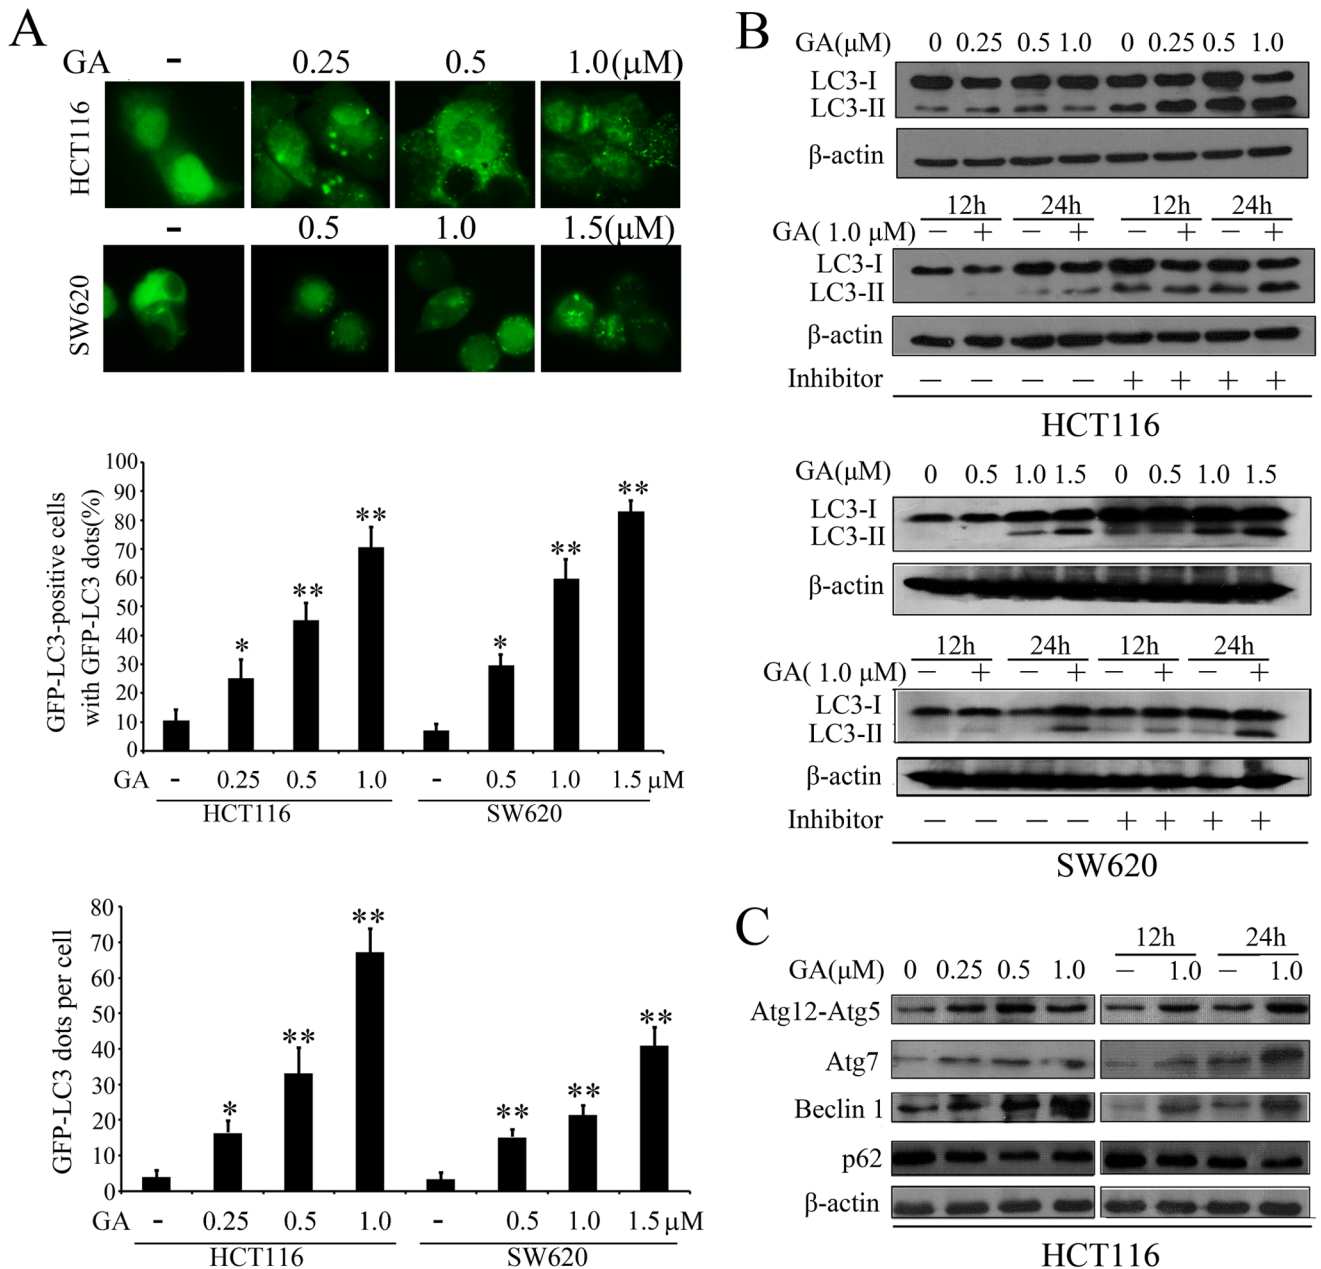 A
GA - 0.25 0.5 1.0(μM)
HCT116
- 0.5 1.0 1.5(μM)
SW620
GFP-LC3-positive cells
with GFP-LC3 dots(%)
100
90
80
70
60
50
40
30
20
10
0
* ** ** * ** **
GA - 0.25 0.5 1.0 - 0.5 1.0 1.5 μM
HCT116 SW620
GFP-LC3 dots per cell
80
70
60
50
40
30
20
10
0
* ** ** ** ** **
GA - 0.25 0.5 1.0 - 0.5 1.0 1.5 μM
HCT116 SW620
B
GA(μM) 0 0.25 0.5 1.0 0 0.25 0.5 1.0
LC3-I
LC3-II
β-actin
12h 24h 12h 24h
GA( 1.0 μM) − + − + − + − +
LC3-I
LC3-II
β-actin
Inhibitor − − − − + + + +
HCT116
GA(μM) 0 0.5 1.0 1.5 0 0.5 1.0 1.5
LC3-I
LC3-II
β-actin
12h 24h 12h 24h
GA( 1.0 μM) − + − + − + − +
LC3-I
LC3-II
β-actin
Inhibitor − − − − + + + +
SW620
C
12h 24h
GA(μM) 0 0.25 0.5 1.0 − 1.0 − 1.0
Atg12-Atg5
Atg7
Beclin 1
p62
β-actin
HCT116